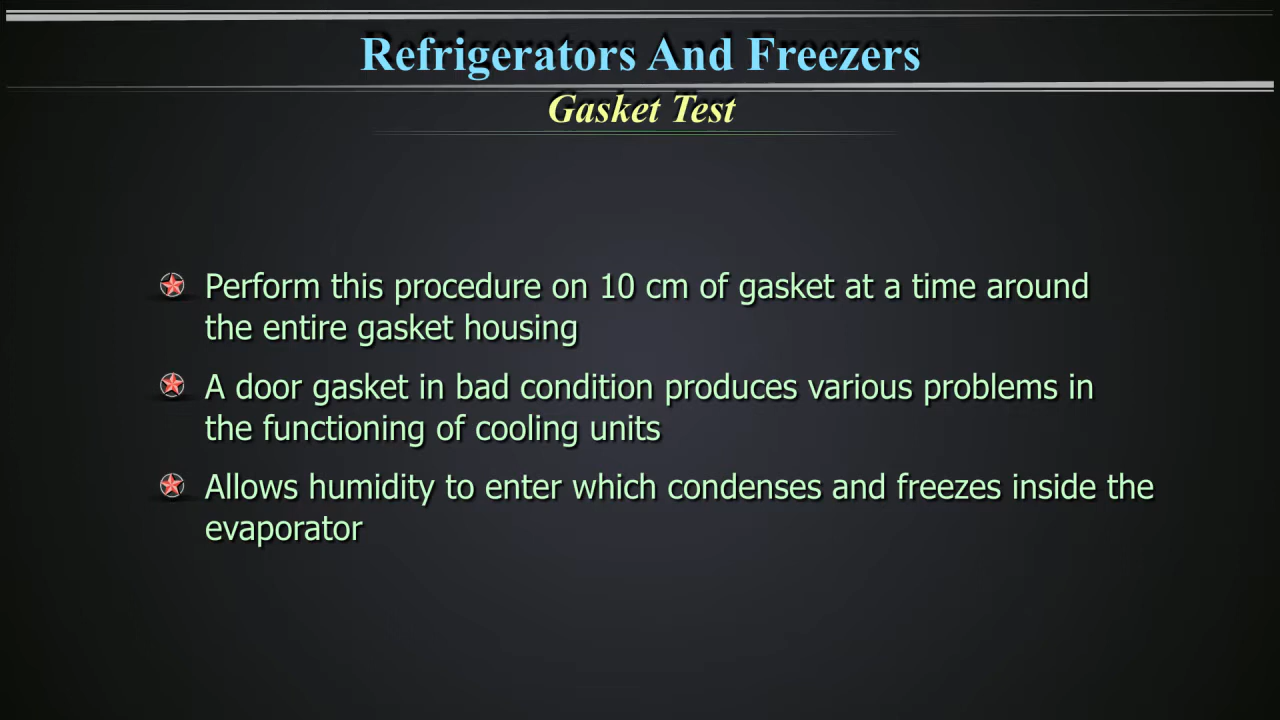 Refrigerators And Freezers
Gasket Test
Perform this procedure on 10 cm of gasket at a time around
the entire gasket housing
A door gasket in bad condition produces various problems in
the functioning of cooling units
Allows humidity to enter which condenses and freezes inside the
evaporator